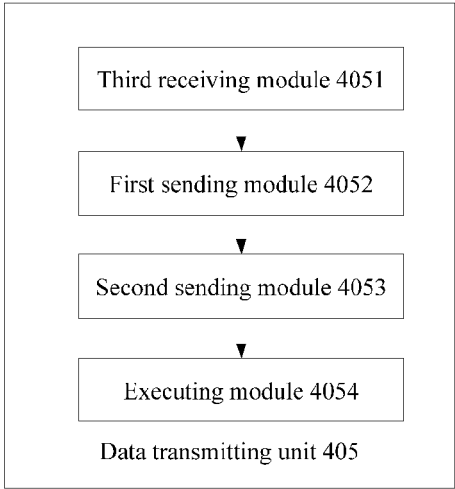 Third receiving module 4051
First sending module 4052
Second sending module 4053
Executing module 4054
Data transmitting unit 405